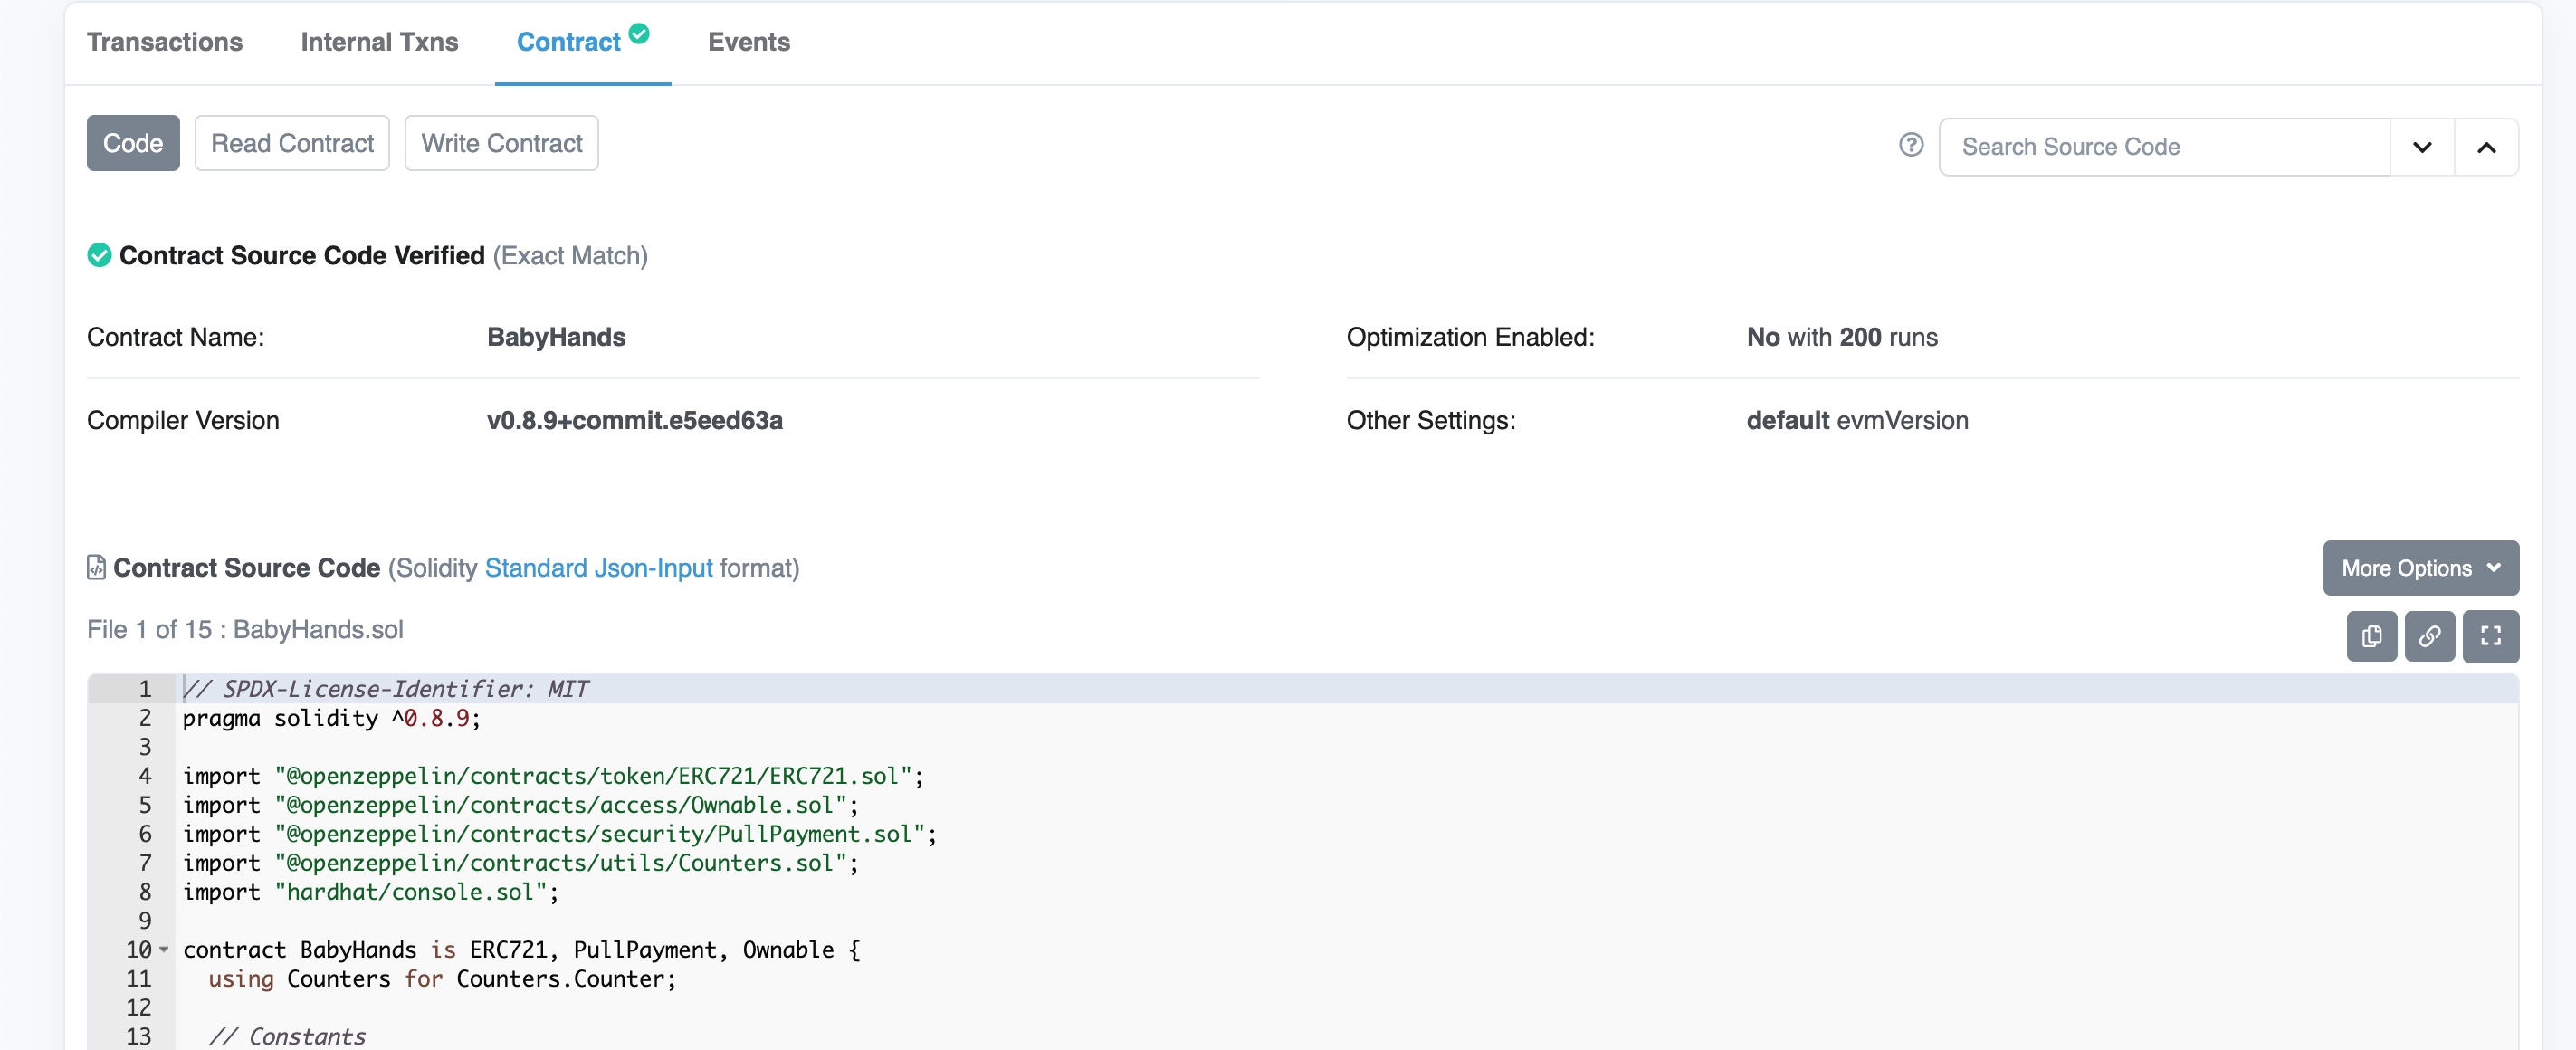 Transactions Internal Txns Contract Events
Code Read Contract Write Contract Search Source Code
Contract Source Code Verified (Exact Match)
Contract Name: BabyHands Optimization Enabled: No with 200 runs
Compiler Version v0.8.9+commit.e5eed63a Other Settings: default evmVersion
Contract Source Code (Solidity Standard Json-Input format) More Options
File 1 of 15 : BabyHands.sol
1 // SPDX-License-Identifier: MIT
2 pragma solidity ^0.8.9;
3
4 import "@openzeppelin/contracts/token/ERC721/ERC721.sol";
5 import "@openzeppelin/contracts/access/Ownable.sol";
6 import "@openzeppelin/contracts/security/PullPayment.sol";
7 import "@openzeppelin/contracts/utils/Counters.sol";
8 import "hardhat/console.sol";
9
10 contract BabyHands is ERC721, PullPayment, Ownable {
11 using Counters for Counters.Counter;
12
13 // Constants